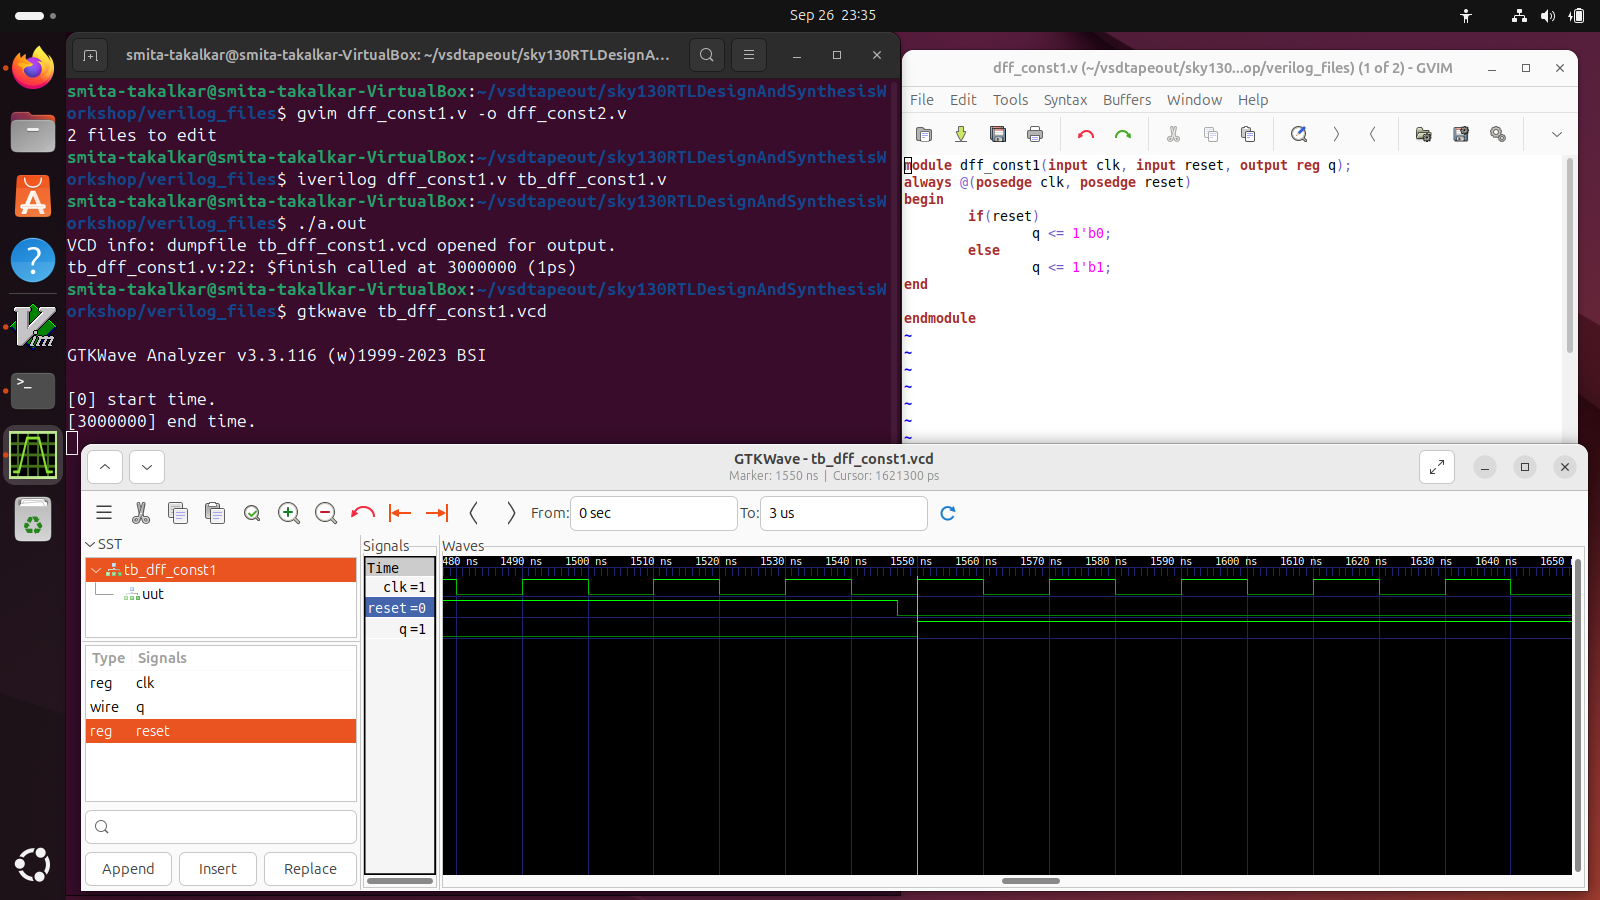 Sep 26 23:35
smita-takalkar@smita-takalkar-VirtualBox: ~/vsdtapeout/sky130RTLDesignA...
smita-takalkar@smita-takalkar-VirtualBox:~/vsdtapeout/sky130RTLDesignAndSynthesisW
orkshop/verilog_files$ gvim dff_const1.v -o dff_const2.v
2 files to edit
smita-takalkar@smita-takalkar-VirtualBox:~/vsdtapeout/sky130RTLDesignAndSynthesisW
orkshop/verilog_files$ iverilog dff_const1.v tb_dff_const1.v
smita-takalkar@smita-takalkar-VirtualBox:~/vsdtapeout/sky130RTLDesignAndSynthesisW
orkshop/verilog_files$ ./a.out
VCD info: dumpfile tb_dff_const1.vcd opened for output.
tb_dff_const1.v:22: $finish called at 3000000 (1ps)
smita-takalkar@smita-takalkar-VirtualBox:~/vsdtapeout/sky130RTLDesignAndSynthesisW
orkshop/verilog_files$ gtkwave tb_dff_const1.vcd
GTKWave Analyzer v3.3.116 (w)1999-2023 BSI
[0] start time.
[3000000] end time.
dff_const1.v (~/vsdtapeout/sky130...op/verilog_files) (1 of 2) - GVIM
File Edit Tools Syntax Buffers Window Help
module dff_const1(input clk, input reset, output reg q);
always @(posedge clk, posedge reset)
begin
if(reset)
q <= 1'b0;
else
q <= 1'b1;
end
endmodule
~
~
~
~
~
~
~
GTKWave - tb_dff_const1.vcd
Marker: 1550 ns | Cursor: 1621300 ps
From: 0 sec To: 3 us
SST
tb_dff_const1
uut
Type Signals
reg clk
wire q
reg reset
Append Insert Replace
Signals
Time
clk =1
reset =0
q =1
Waves
480 ns 1490 ns 1500 ns 1510 ns 1520 ns 1530 ns 1540 ns 1550 ns 1560 ns 1570 ns 1580 ns 1590 ns 1600 ns 1610 ns 1620 ns 1630 ns 1640 ns 1650